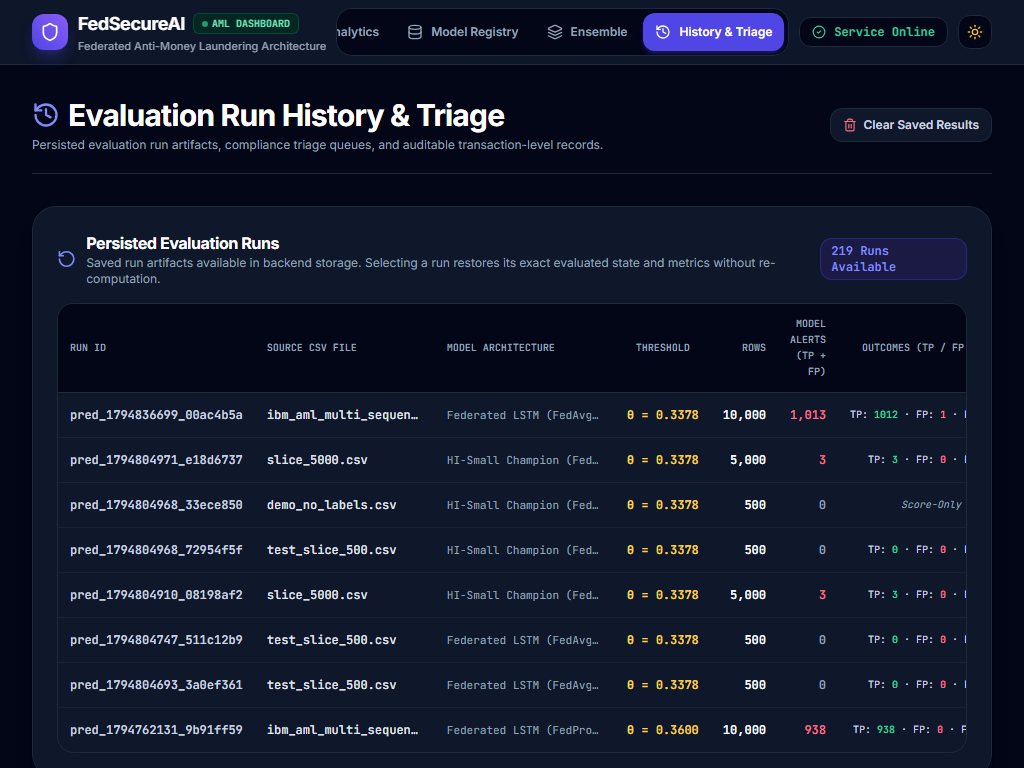 FedSecureAI
AML DASHBOARD
Federated Anti-Money Laundering Architecture
Model Registry
Ensemble
History & Triage
Service Online
Evaluation Run History & Triage
Persisted evaluation run artifacts, compliance triage queues, and auditable transaction-level records.
Clear Saved Results
Persisted Evaluation Runs
Saved run artifacts available in backend storage. Selecting a run restores its exact evaluated state and metrics without re-
computation.
219 Runs
Available
RUN ID SOURCE CSV FILE MODEL ARCHITECTURE THRESHOLD ROWS MODEL ALERTS (TP + FP) OUTCOMES (TP / FP
pred_1794836699_00ac4b5a ibm_aml_multi_sequen… Federated LSTM (FedAvg… θ = 0.3378 10,000 1,013 TP: 1012 · FP: 1 ·
pred_1794804971_e18d6737 slice_5000.csv HI-Small Champion (Fed… θ = 0.3378 5,000 3 TP: 3 · FP: 0 ·
pred_1794804968_33ece850 demo_no_labels.csv HI-Small Champion (Fed… θ = 0.3378 500 0 Score-Only
pred_1794804968_72954f5f test_slice_500.csv HI-Small Champion (Fed… θ = 0.3378 500 0 TP: 0 · FP: 0 ·
pred_1794804910_08198af2 slice_5000.csv HI-Small Champion (Fed… θ = 0.3378 5,000 3 TP: 3 · FP: 0 ·
pred_1794804747_511c12b9 test_slice_500.csv Federated LSTM (FedAvg… θ = 0.3378 500 0 TP: 0 · FP: 0 ·
pred_1794804693_3a0ef361 test_slice_500.csv Federated LSTM (FedAvg… θ = 0.3378 500 0 TP: 0 · FP: 0 ·
pred_1794762131_9b91ff59 ibm_aml_multi_sequen… Federated LSTM (FedPro… θ = 0.3600 10,000 938 TP: 938 · FP: 0 · F